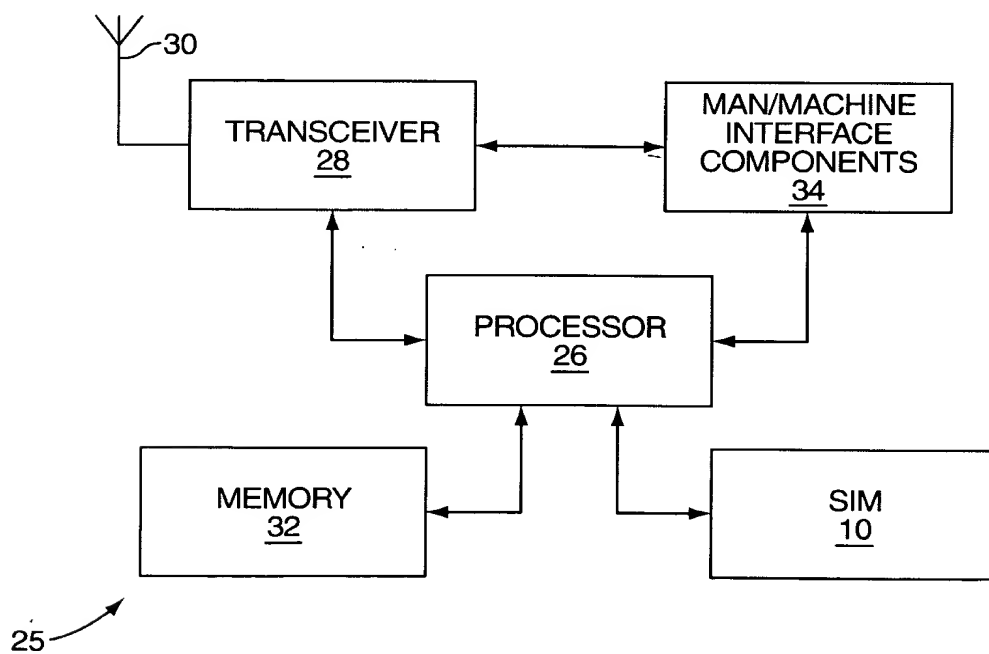 30
TRANSCEIVER
28
MAN/MACHINE
INTERFACE
COMPONENTS
34
PROCESSOR
26
MEMORY
32
SIM
10
25